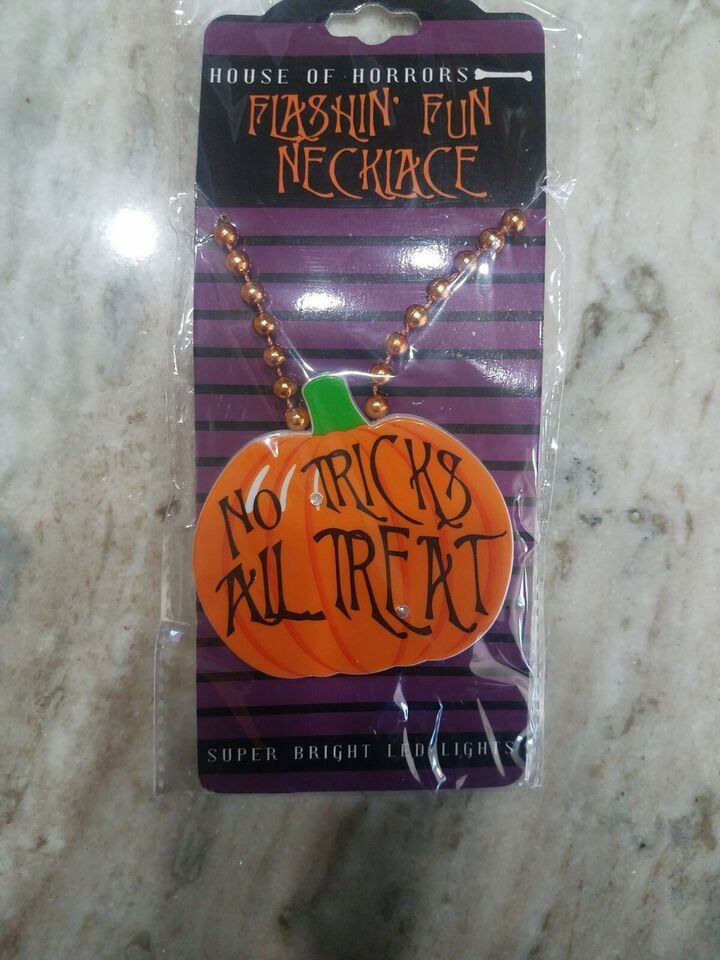 HOUSE OF HORRORS
FLASHIN' FUN
NECKLACE
NO TRICKS
ALL TREAT
SUPER BRIGHT LED LIGHTS